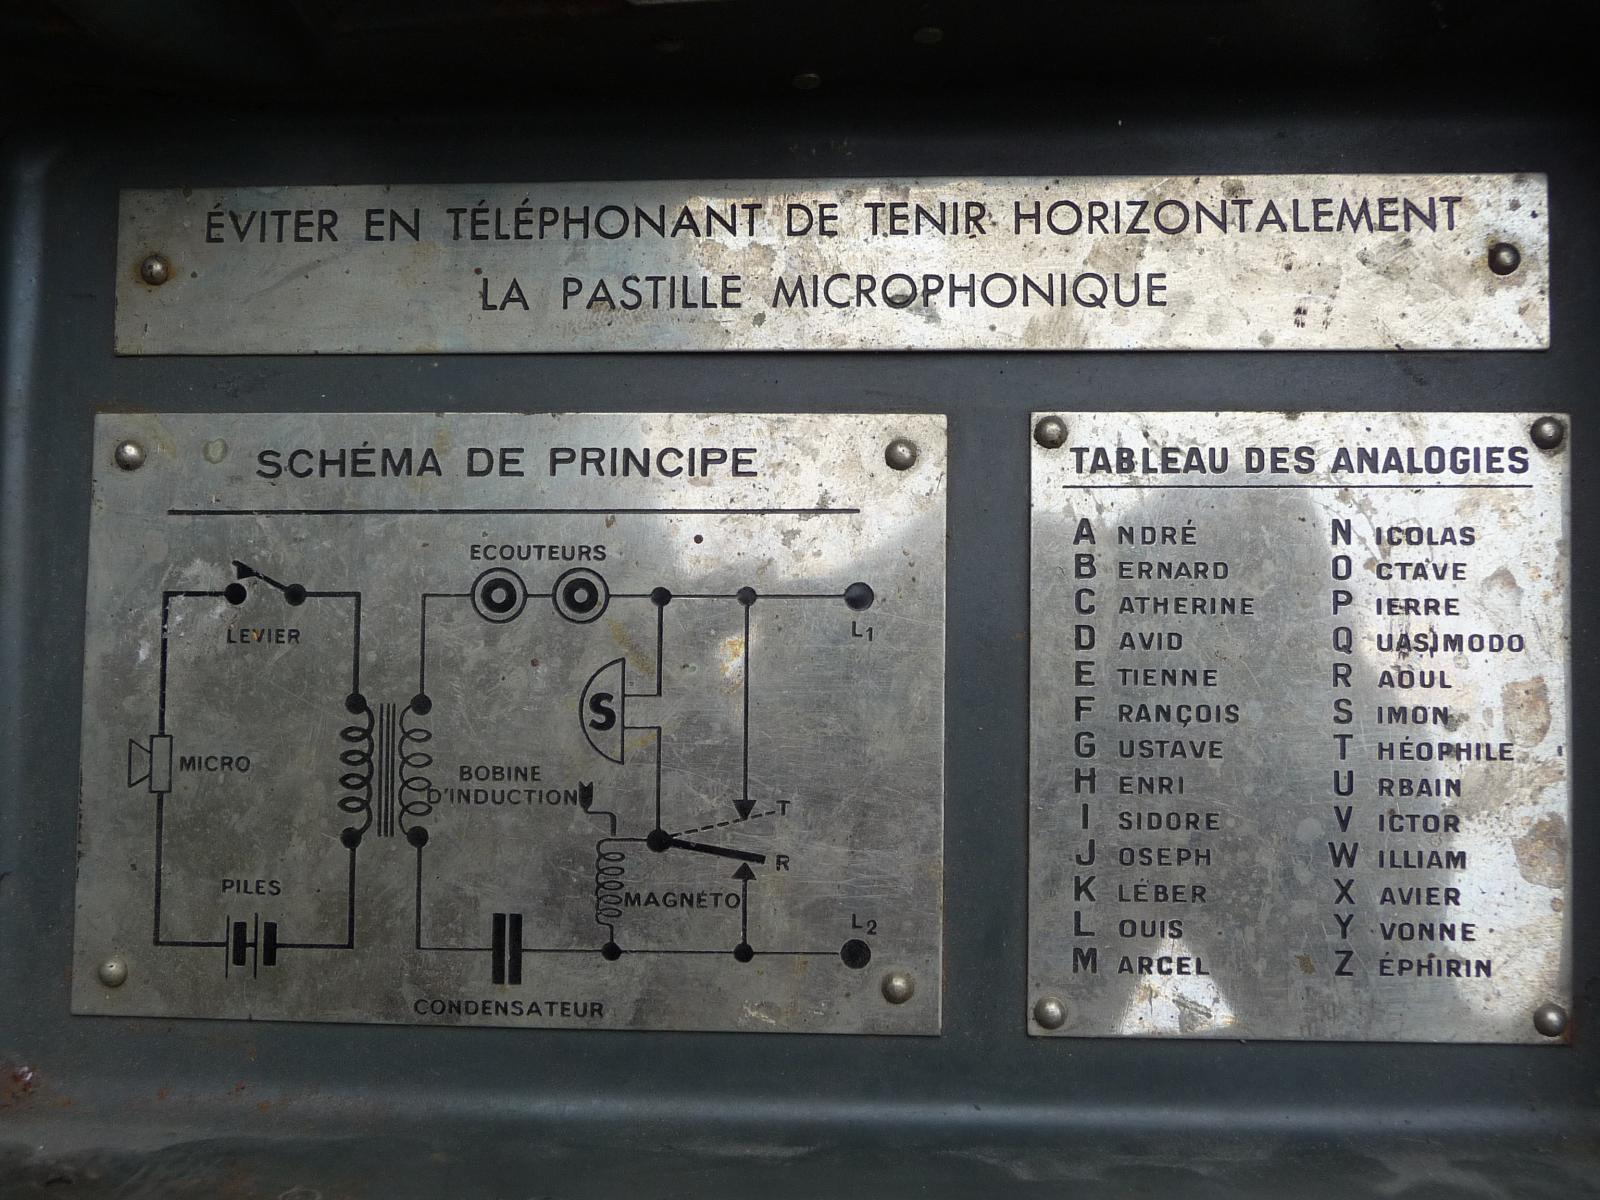 ÉVITER EN TÉLÉPHONANT DE TENIR HORIZONTALEMENT
LA PASTILLE MICROPHONIQUE
SCHÉMA DE PRINCIPE
ECOUTEURS
LEVIER
L1
S
MICRO
BOBINE
D'INDUCTION
T
R
PILES
MAGNÉTO
L2
CONDENSATEUR
TABLEAU DES ANALOGIES
A NDRÉ
B ERNARD
C ATHERINE
D AVID
E TIENNE
F RANÇOIS
G USTAVE
H ENRI
I SIDORE
J OSEPH
K LÉBER
L OUIS
M ARCEL
N ICOLAS
O CTAVE
P IERRE
Q UASIMODO
R AOUL
S IMON
T HÉOPHILE
U RBAIN
V ICTOR
W ILLIAM
X AVIER
Y VONNE
Z ÉPHIRIN